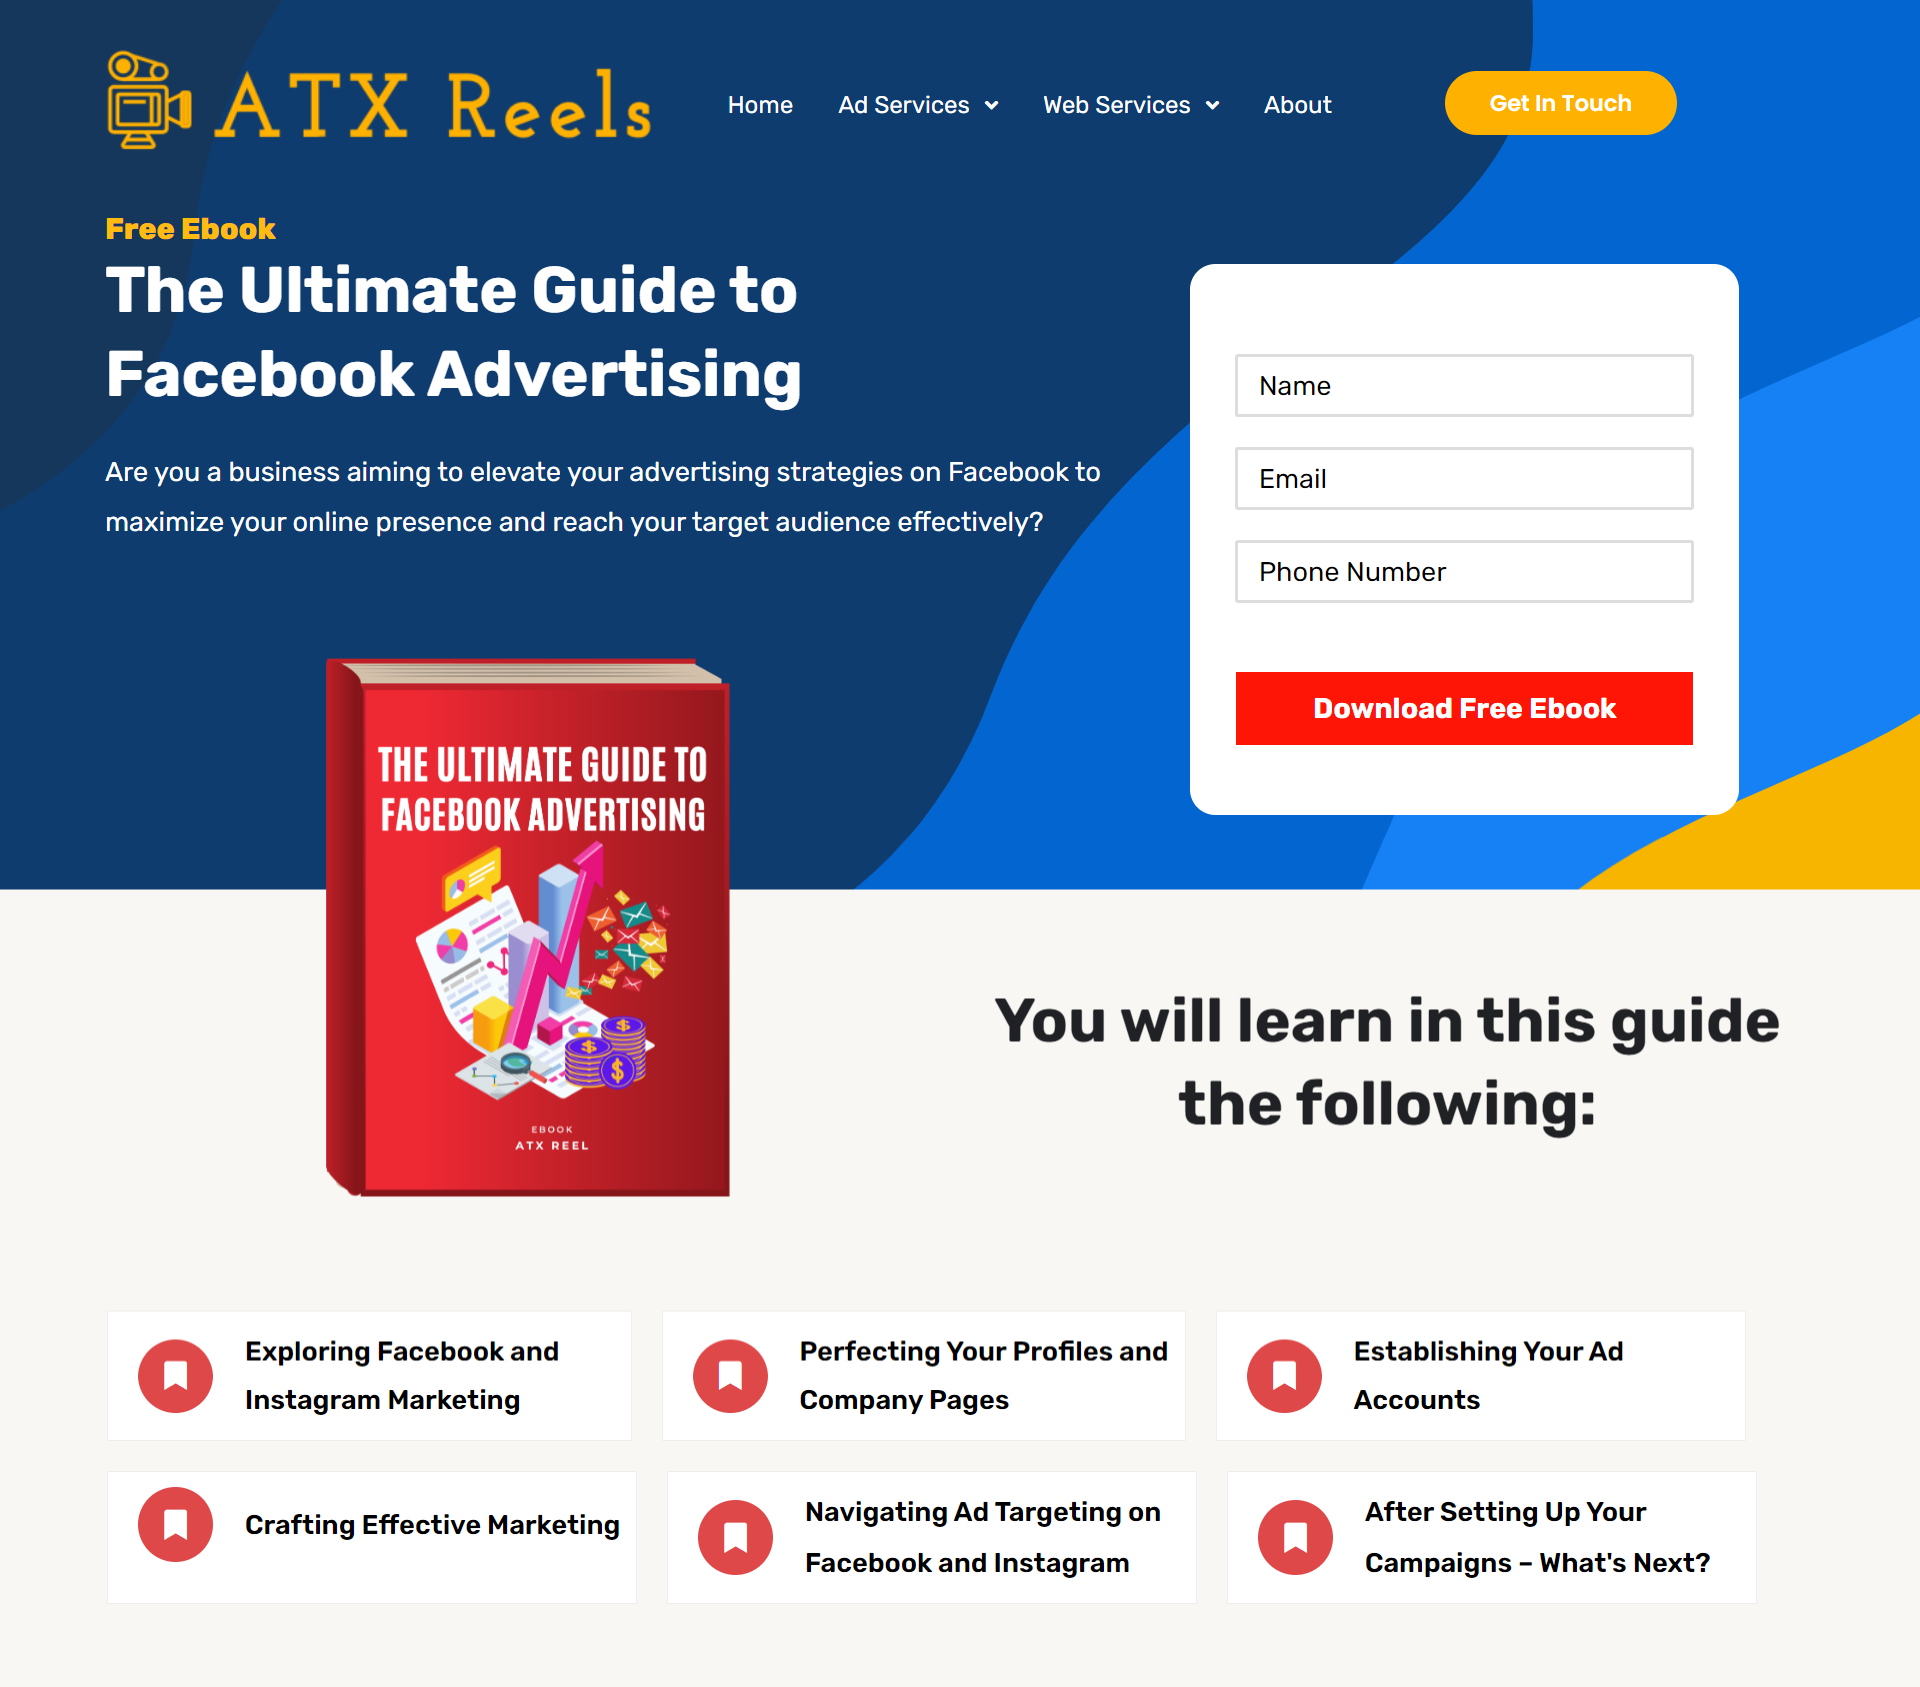 ATX Reels
Home
Ad Services
Web Services
About
Get In Touch
Free Ebook
The Ultimate Guide to
Facebook Advertising
Are you a business aiming to elevate your advertising strategies on Facebook to
maximize your online presence and reach your target audience effectively?
Name
Email
Phone Number
Download Free Ebook
THE ULTIMATE GUIDE TO
FACEBOOK ADVERTISING
EBOOK
ATX REEL
You will learn in this guide
the following:
Exploring Facebook and
Instagram Marketing
Perfecting Your Profiles and
Company Pages
Establishing Your Ad
Accounts
Crafting Effective Marketing
Navigating Ad Targeting on
Facebook and Instagram
After Setting Up Your
Campaigns – What's Next?